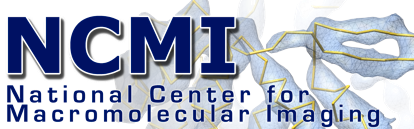 NCMI
National Center for
Macromolecular Imaging